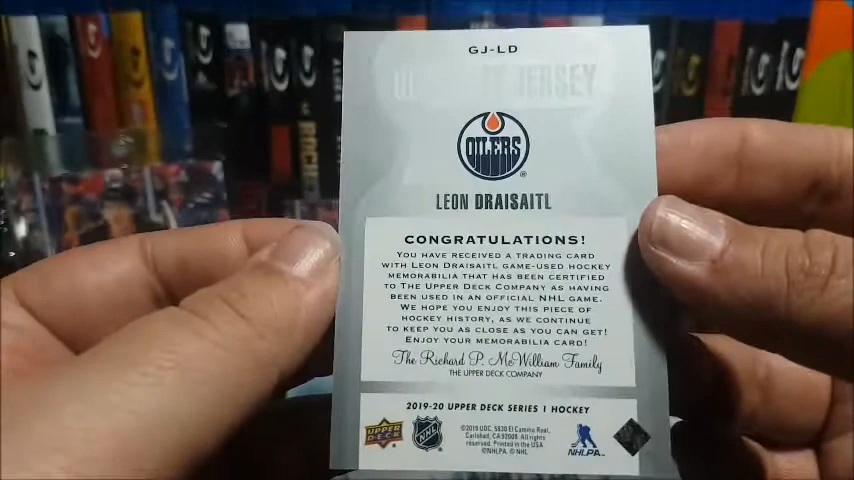 GJ-LD
JERSEY
OILERS
LEON DRAISAITL
CONGRATULATIONS!
YOU HAVE RECEIVED A TRADING CARD
WITH LEON DRAISAITL GAME-USED HOCKEY
MEMORABILIA THAT HAS BEEN CERTIFIED
TO THE UPPER DECK COMPANY AS HAVING
BEEN USED IN AN OFFICIAL NHL GAME.
WE HOPE YOU ENJOY THIS PIECE OF
HOCKEY HISTORY, AS WE CONTINUE
TO KEEP YOU AS CLOSE AS YOU CAN GET!
ENJOY YOUR MEMORABILIA CARD!
The Richard P. McWilliam Family
THE UPPER DECK COMPANY
2019-20 UPPER DECK SERIES 1 HOCKEY
UPPER DECK
NHL
©2019 UDC, 5830 El Camino Real,
Carlsbad, CA 92008. All rights
reserved. Printed in the USA
©NHLPA. © NHL
NHLPA